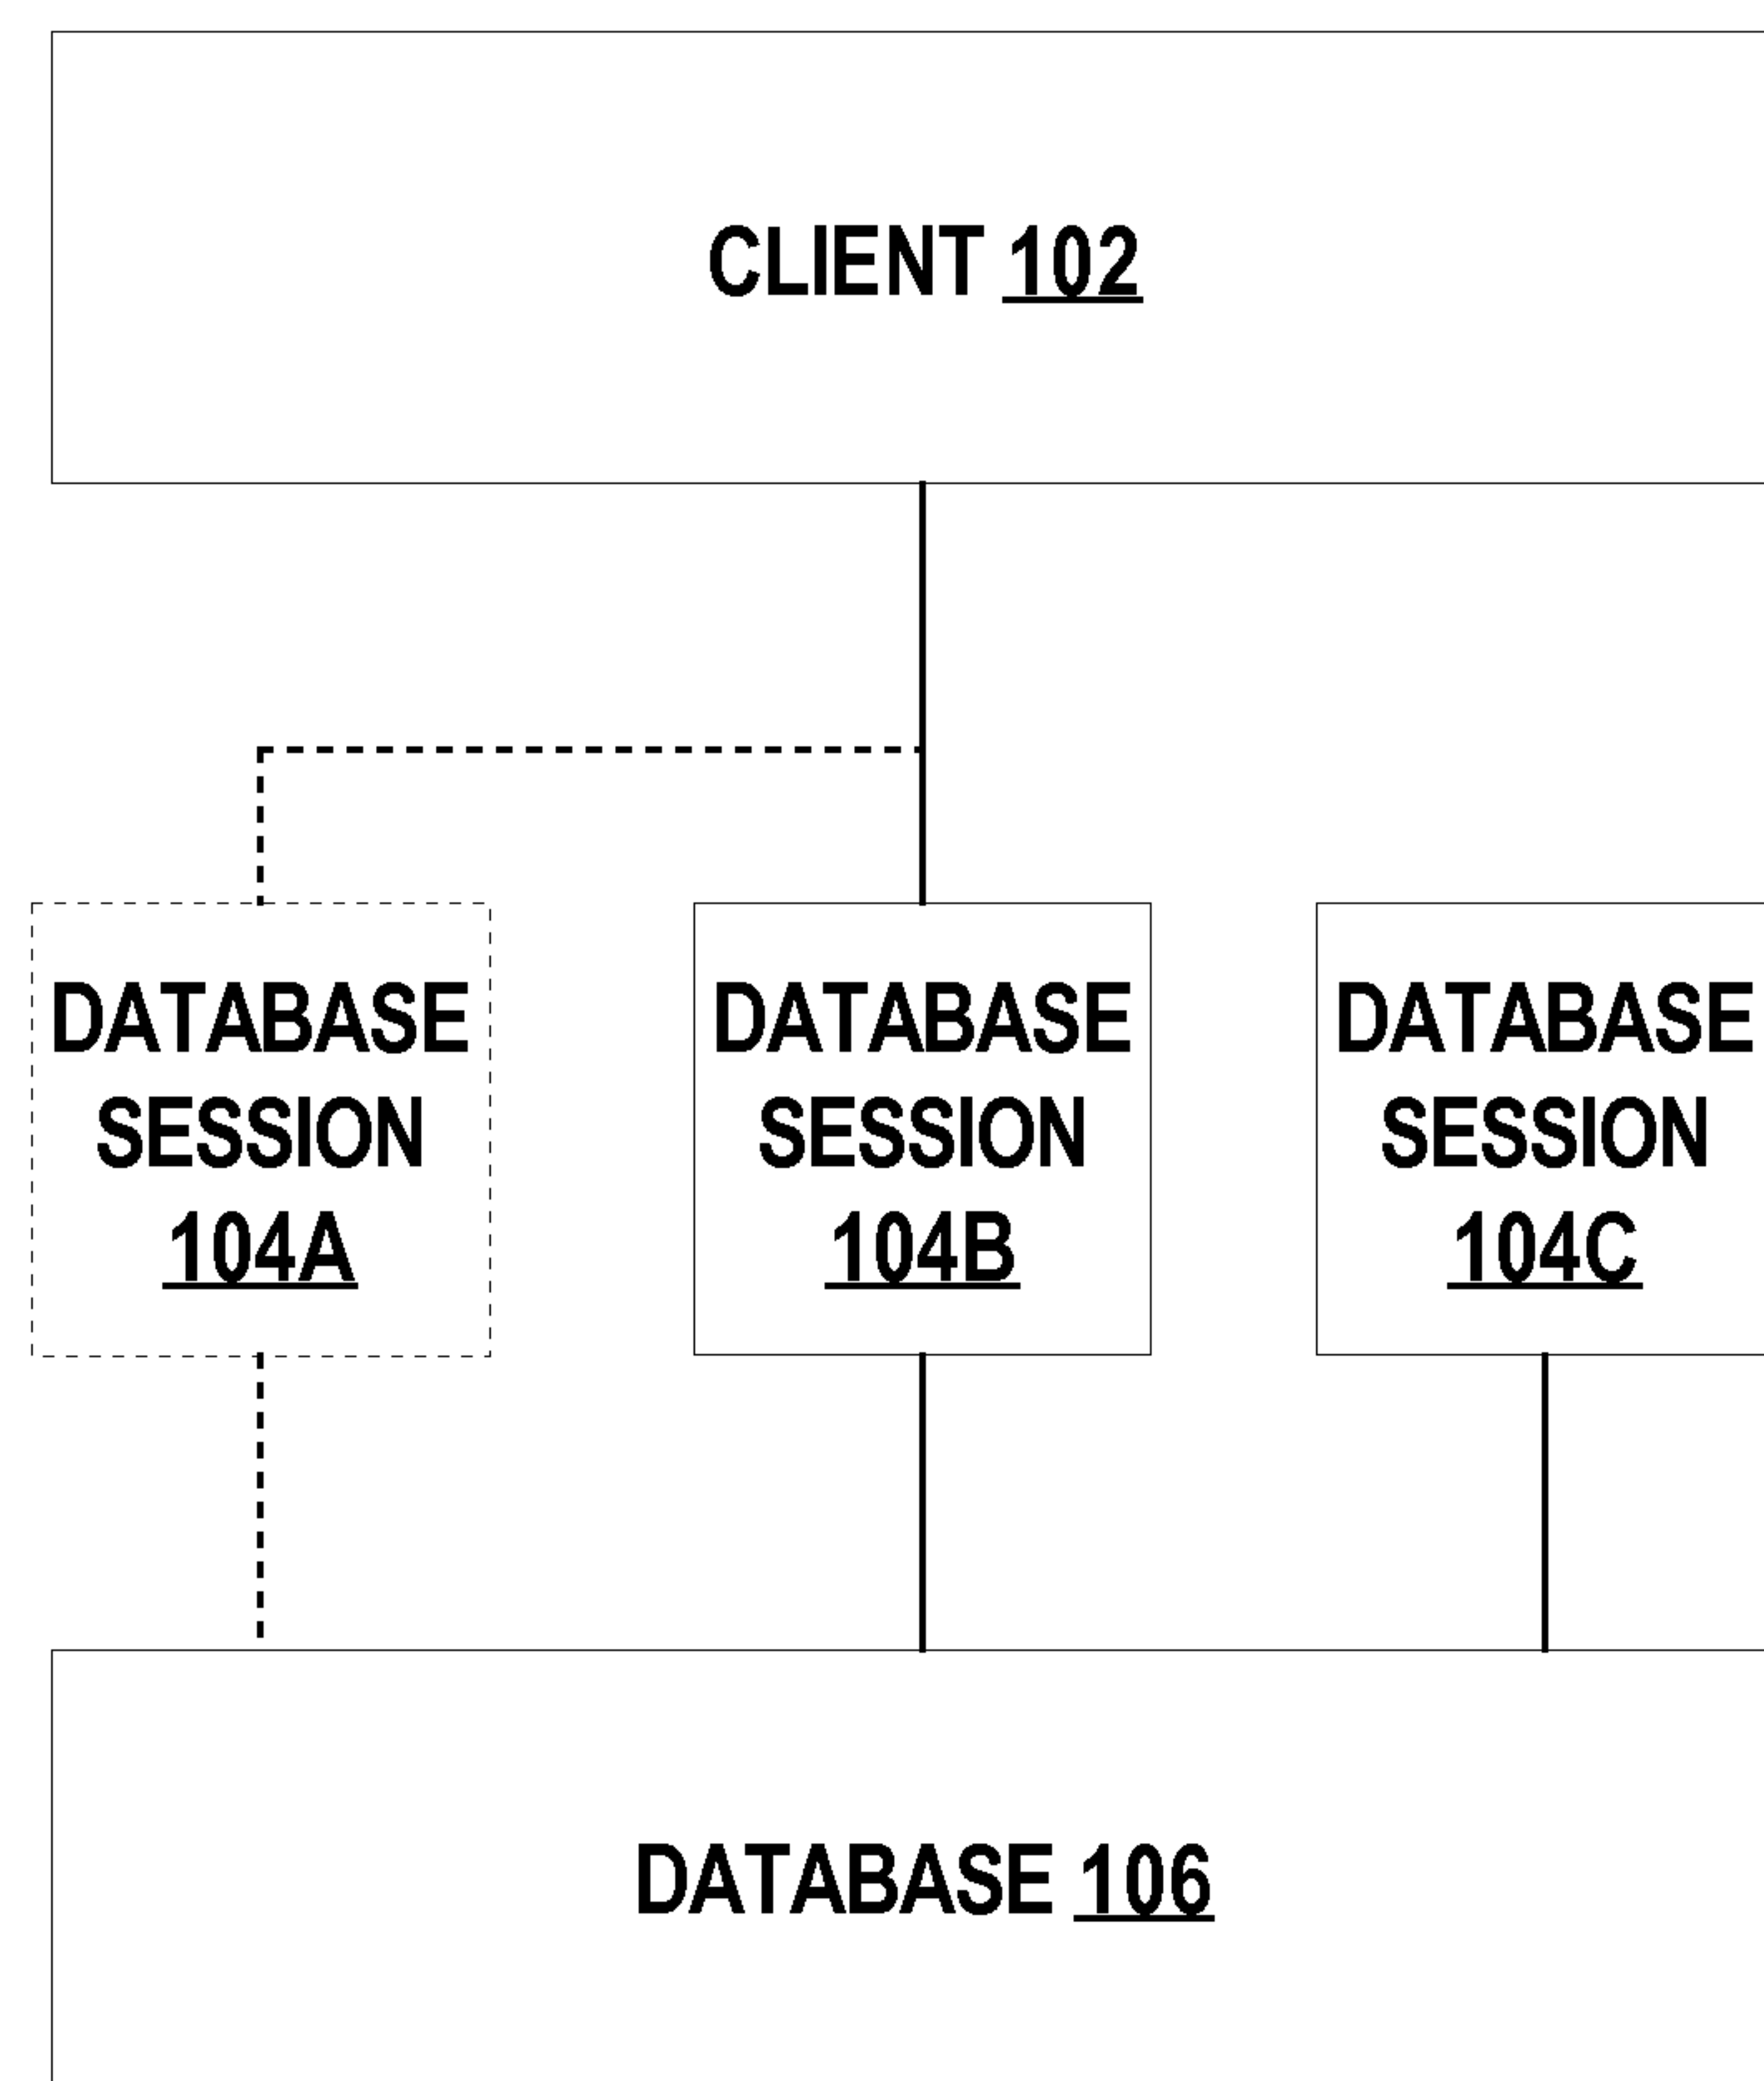 CLIENT 102
DATABASE
SESSION
104A
DATABASE
SESSION
104B
DATABASE
SESSION
104C
DATABASE 106